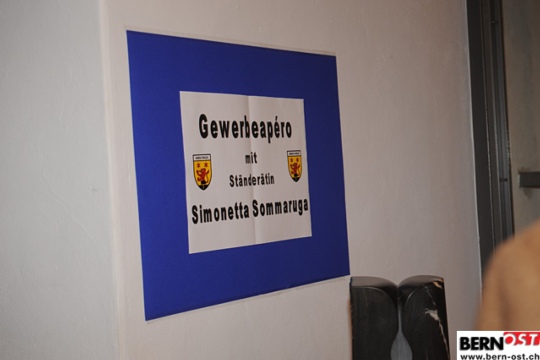 Gewerbeapéro
mit
Ständerätin
Simonetta Sommaruga
BERNOST
www.bern-ost.ch